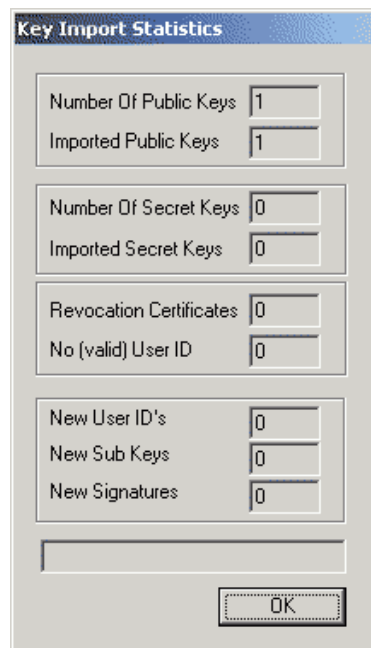 Key Import Statistics
Number Of Public Keys 1
Imported Public Keys 1
Number Of Secret Keys 0
Imported Secret Keys 0
Revocation Certificates 0
No (valid) User ID 0
New User ID's 0
New Sub Keys 0
New Signatures 0
OK